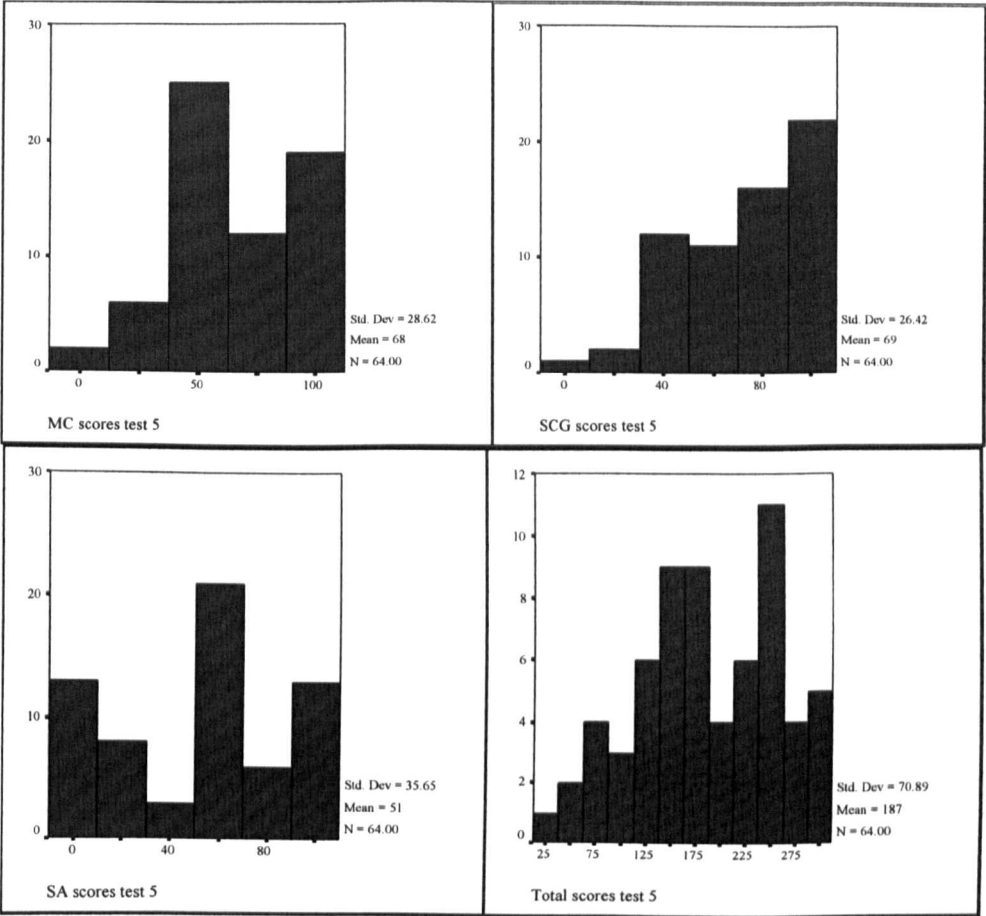 30
20
10
0
0 50 100
Std. Dev = 28.62
Mean = 68
N = 64.00
MC scores test 5
30
20
10
0
0 40 80
Std. Dev = 26.42
Mean = 69
N = 64.00
SCG scores test 5
30
20
10
0
0 40 80
Std. Dev = 35.65
Mean = 51
N = 64.00
SA scores test 5
12
10
8
6
4
2
0
25 75 125 175 225 275
Std. Dev = 70.89
Mean = 187
N = 64.00
Total scores test 5